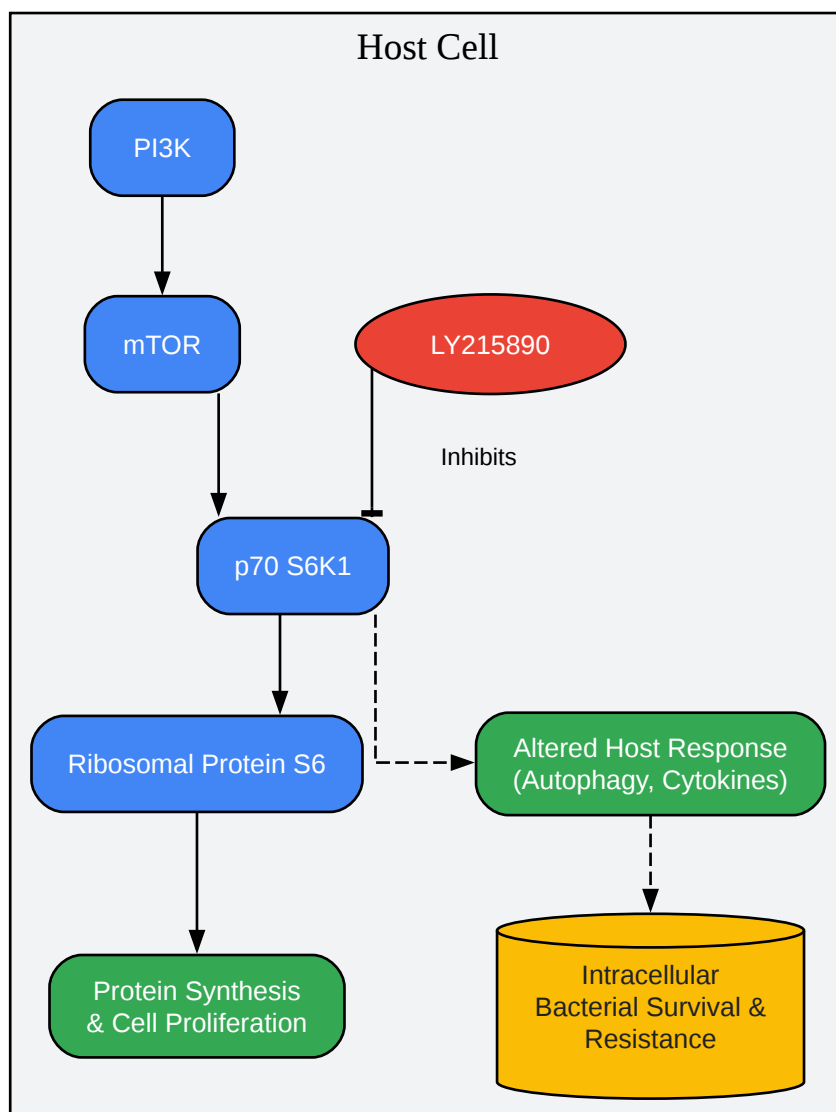 Host Cell
PI3K
mTOR
LY215890
Inhibits
p70 S6K1
Ribosomal Protein S6
Altered Host Response
(Autophagy, Cytokines)
Protein Synthesis
& Cell Proliferation
Intracellular
Bacterial Survival &
Resistance